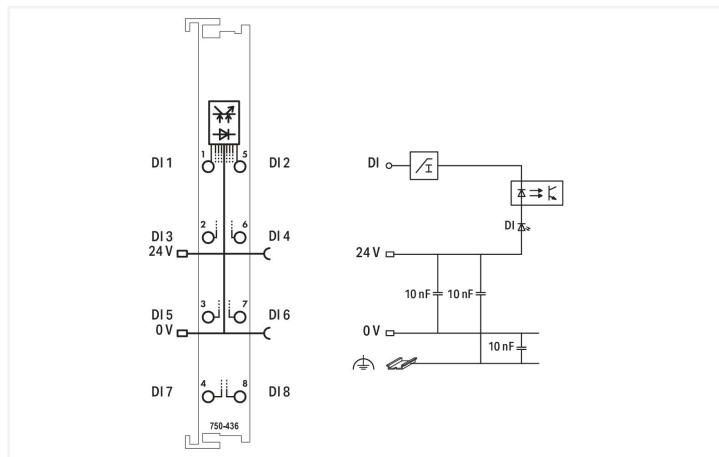 1 5
DI 1 DI 2
2 6
DI 3 DI 4
24 V
3 7
DI 5 DI 6
0 V
4 8
DI 7 DI 8
750-436
DI
I
DI
24 V
10 nF 10 nF
0 V
10 nF